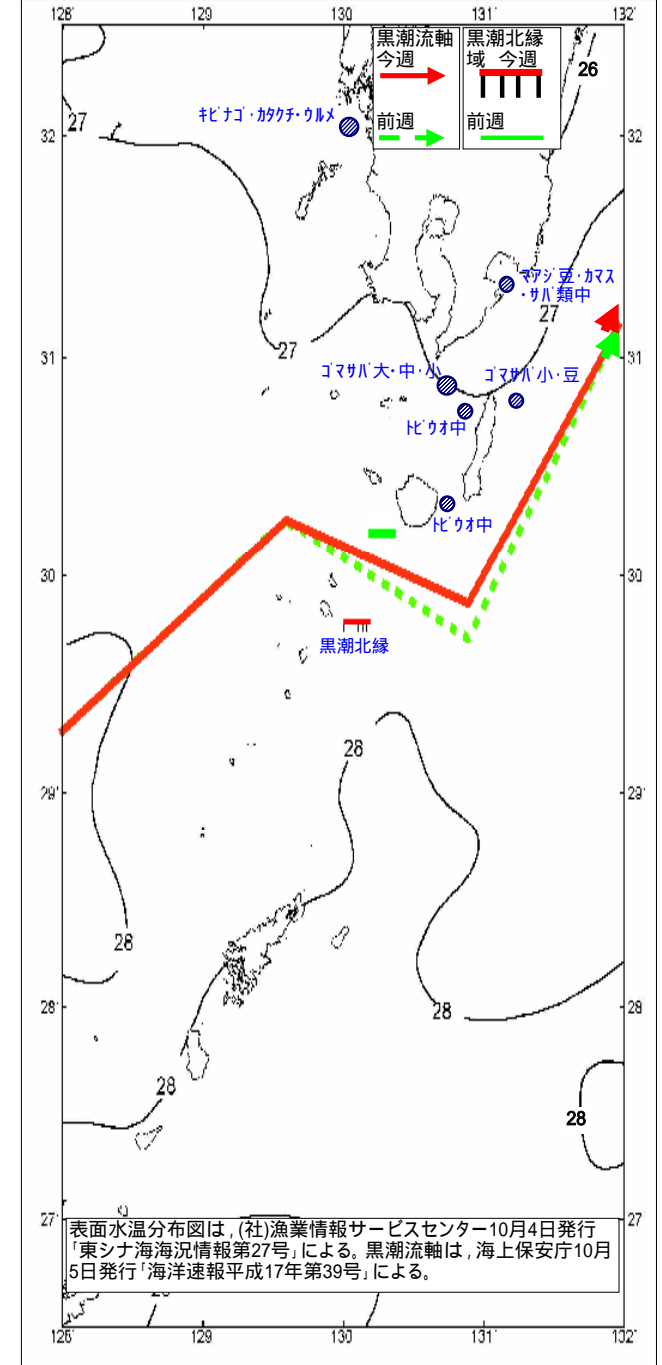 128° 129 130 131 132°
黒潮流軸
今週
前週
黒潮北縁
域 今週
前週
26
27
32
32
ｷﾋﾞﾅｺﾞ･ｶﾀｸﾁ･ｳﾙﾒ
ﾏｱｼﾞ豆･ｶﾏｽ
･ｻﾊﾞ類中
27
27
31
31
ｺﾞﾏｻﾊﾞ大･中･小
ｺﾞﾏｻﾊﾞ小･豆
ﾄﾋﾞｳｵ中
ﾄﾋﾞｳｵ中
30
30
黒潮北縁
28
29°
29°
28
28°
28
28
28
28
27°
27
表面水温分布図は，(社)漁業情報サービスセンター10月4日発行
｢東シナ海海況情報第27号｣による。黒潮流軸は，海上保安庁10月
5日発行｢海洋速報平成17年第39号｣による。
128° 129 130 131 132°